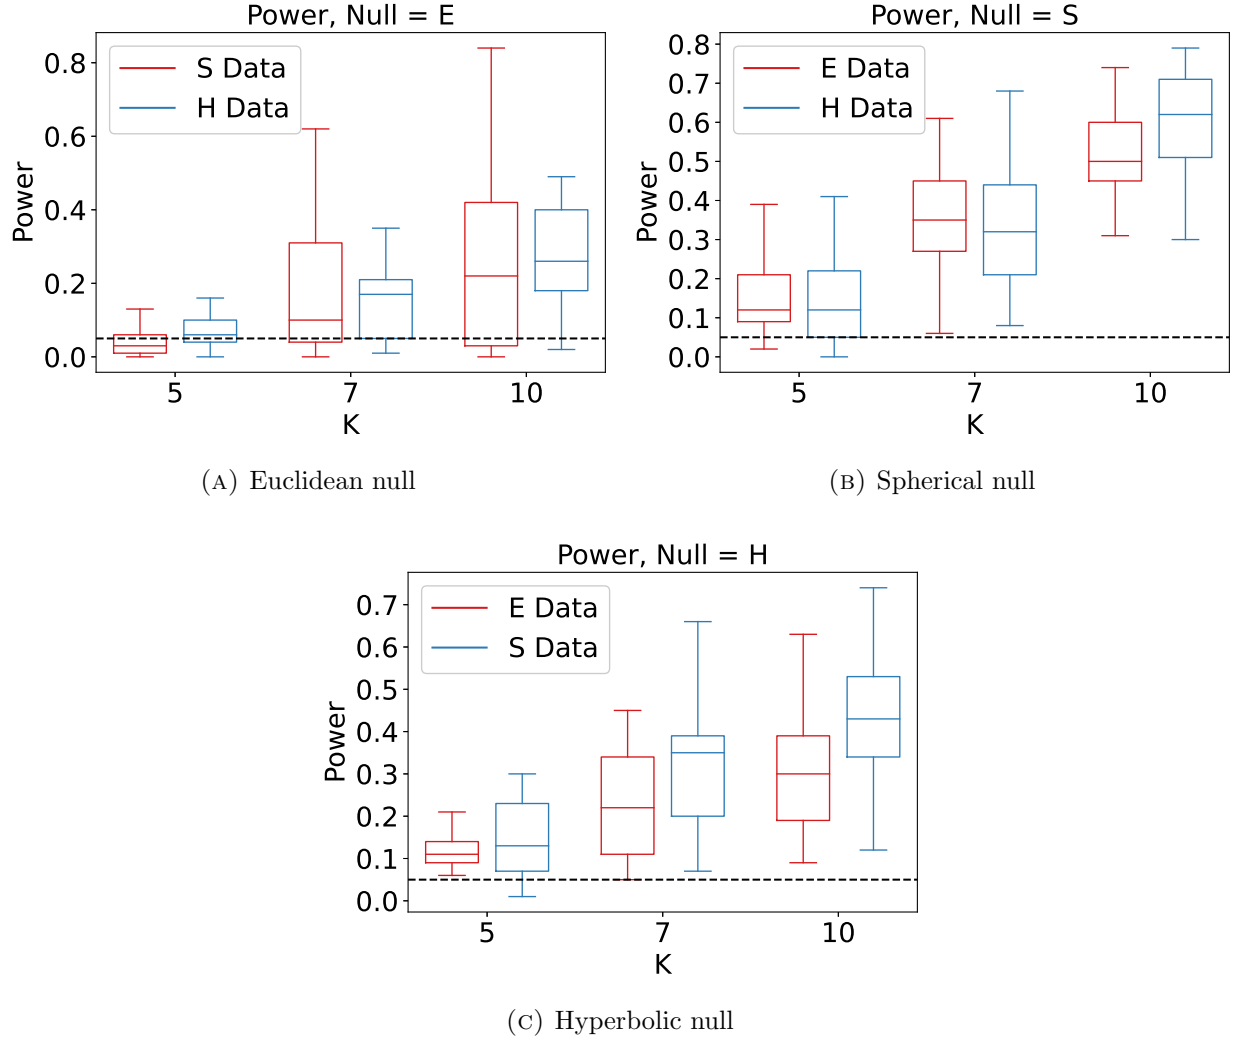 Power, Null = E
S Data
H Data
Power
0.8
0.6
0.4
0.2
0.0
5 7 10
K
(A) Euclidean null
Power, Null = S
E Data
H Data
Power
0.8
0.7
0.6
0.5
0.4
0.3
0.2
0.1
0.0
5 7 10
K
(B) Spherical null
Power, Null = H
E Data
S Data
Power
0.7
0.6
0.5
0.4
0.3
0.2
0.1
0.0
5 7 10
K
(C) Hyperbolic null